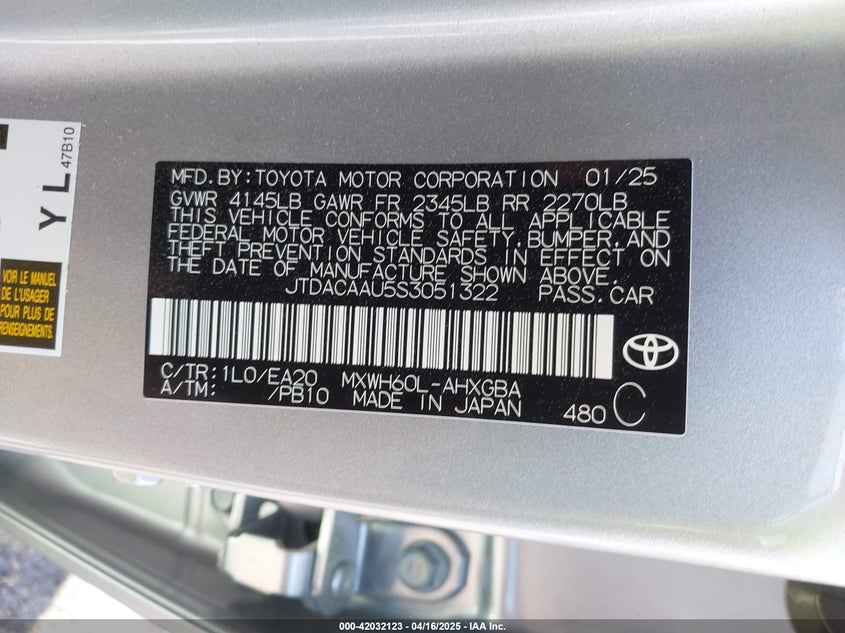 YL
47B10
VOIR LE MANUEL
DE L'USAGER
POUR PLUS DE
RENSEIGNEMENTS.
MFD. BY: TOYOTA MOTOR CORPORATION 01/25
GVWR 4145LB GAWR FR 2345LB RR 2270LB
THIS VEHICLE CONFORMS TO ALL APPLICABLE
FEDERAL MOTOR VEHICLE SAFETY, BUMPER, AND
THEFT PREVENTION STANDARDS IN EFFECT ON
THE DATE OF MANUFACTURE SHOWN ABOVE.
JTDACAAU5S3051322 PASS. CAR
C/TR: 1L0/EA20 MXWH60L-AHXGBA
A/TM: /PB10 MADE IN JAPAN 480 C
000-42032123 - 04/16/2025 - IAA Inc.